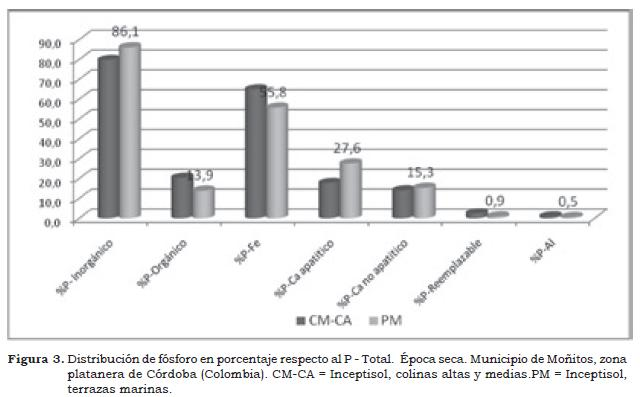 86,1
90,0
80,0
70,0
60,0
50,0
40,0
30,0
20,0
10,0
0,0
13,9
55,8
27,6
15,3
0,9
0,5
%P- Inorgánico
%P-Orgánico
%P-Fe
%P-Ca apatítico
%P-Ca no apatítico
%P-Reemplazable
%P-Al
CM-CA PM
Figura 3. Distribución de fósforo en porcentaje respecto al P - Total. Época seca. Municipio de Moñitos, zona
platanera de Córdoba (Colombia). CM-CA = Inceptisol, colinas altas y medias.PM = Inceptisol,
terrazas marinas.